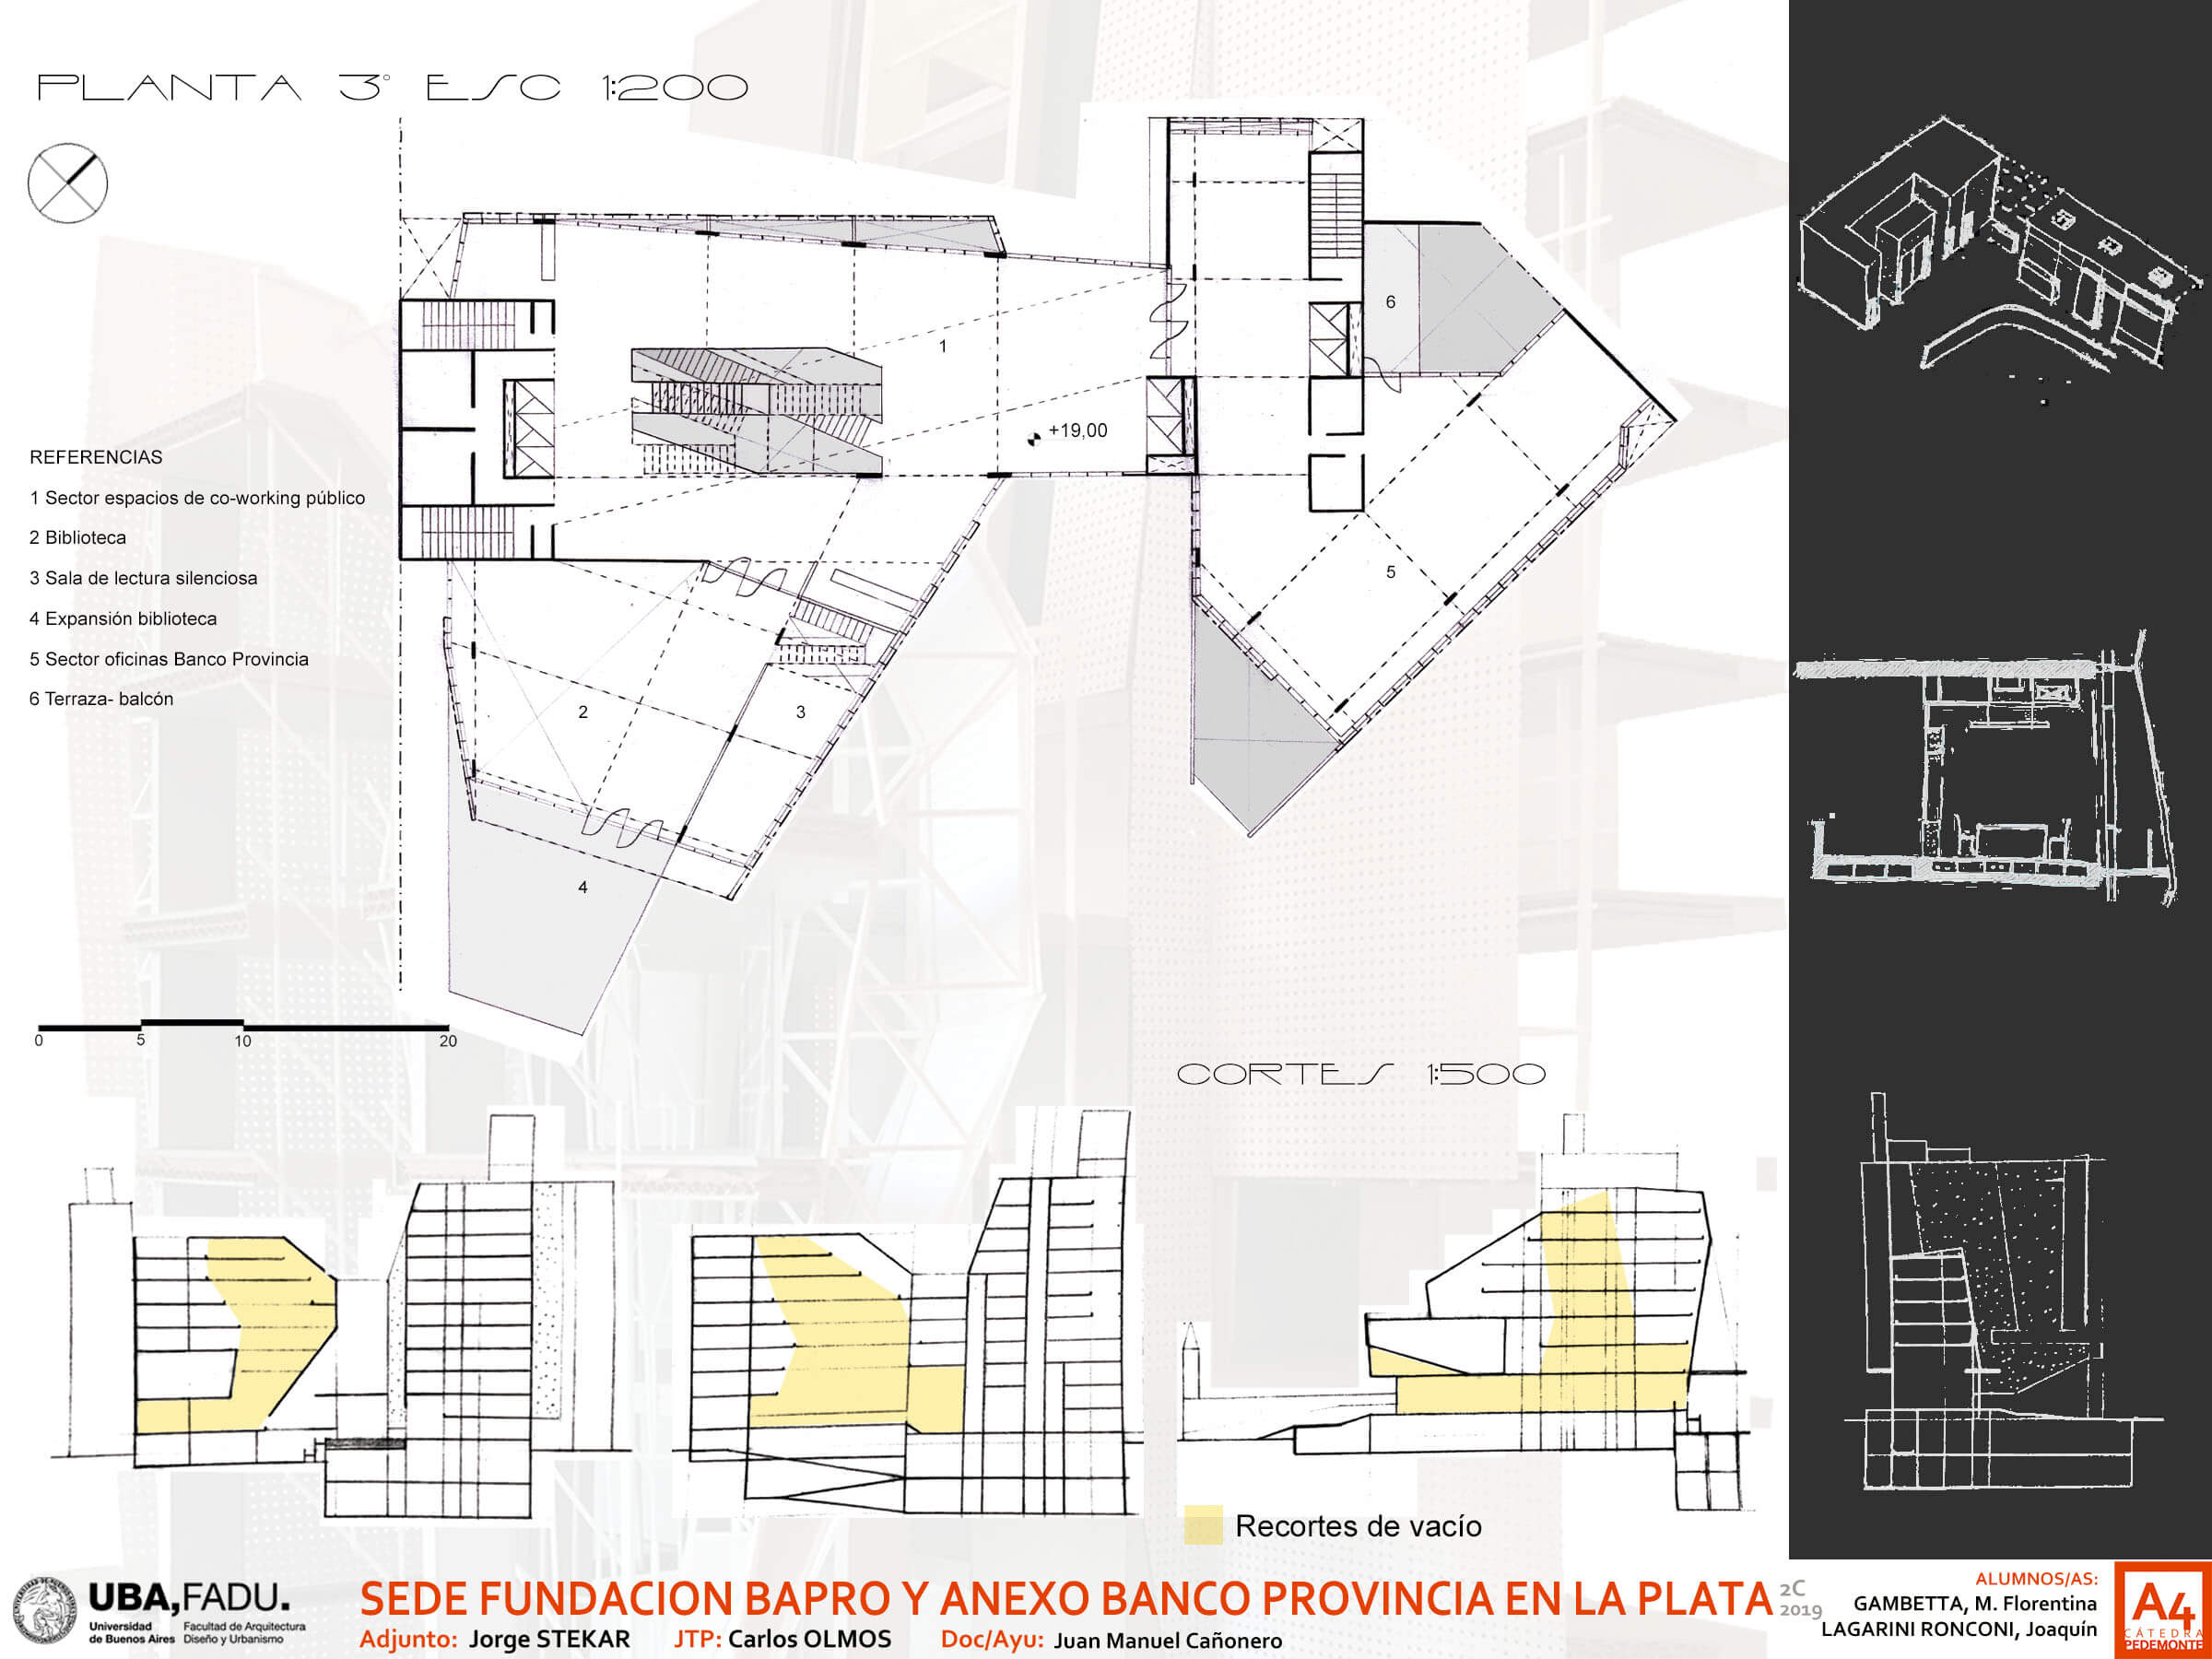 PLANTA 3° ESC 1:200
REFERENCIAS
1 Sector espacios de co-working público
2 Biblioteca
3 Sala de lectura silenciosa
4 Expansión biblioteca
5 Sector oficinas Banco Provincia
6 Terraza- balcón
6
1
+19,00
5
2
3
4
0 5 10 20
CORTES 1:500
Recortes de vacío
UBA,FADU.
Universidad de Buenos Aires
Facultad de Arquitectura Diseño y Urbanismo
SEDE FUNDACION BAPRO Y ANEXO BANCO PROVINCIA EN LA PLATA
2C
2019
Adjunto: Jorge STEKAR JTP: Carlos OLMOS Doc/Ayu: Juan Manuel Cañonero
ALUMNOS/AS:
GAMBETTA, M. Florentina
LAGARINI RONCONI, Joaquín
A4
CÁTEDRA
PEDEMONTE